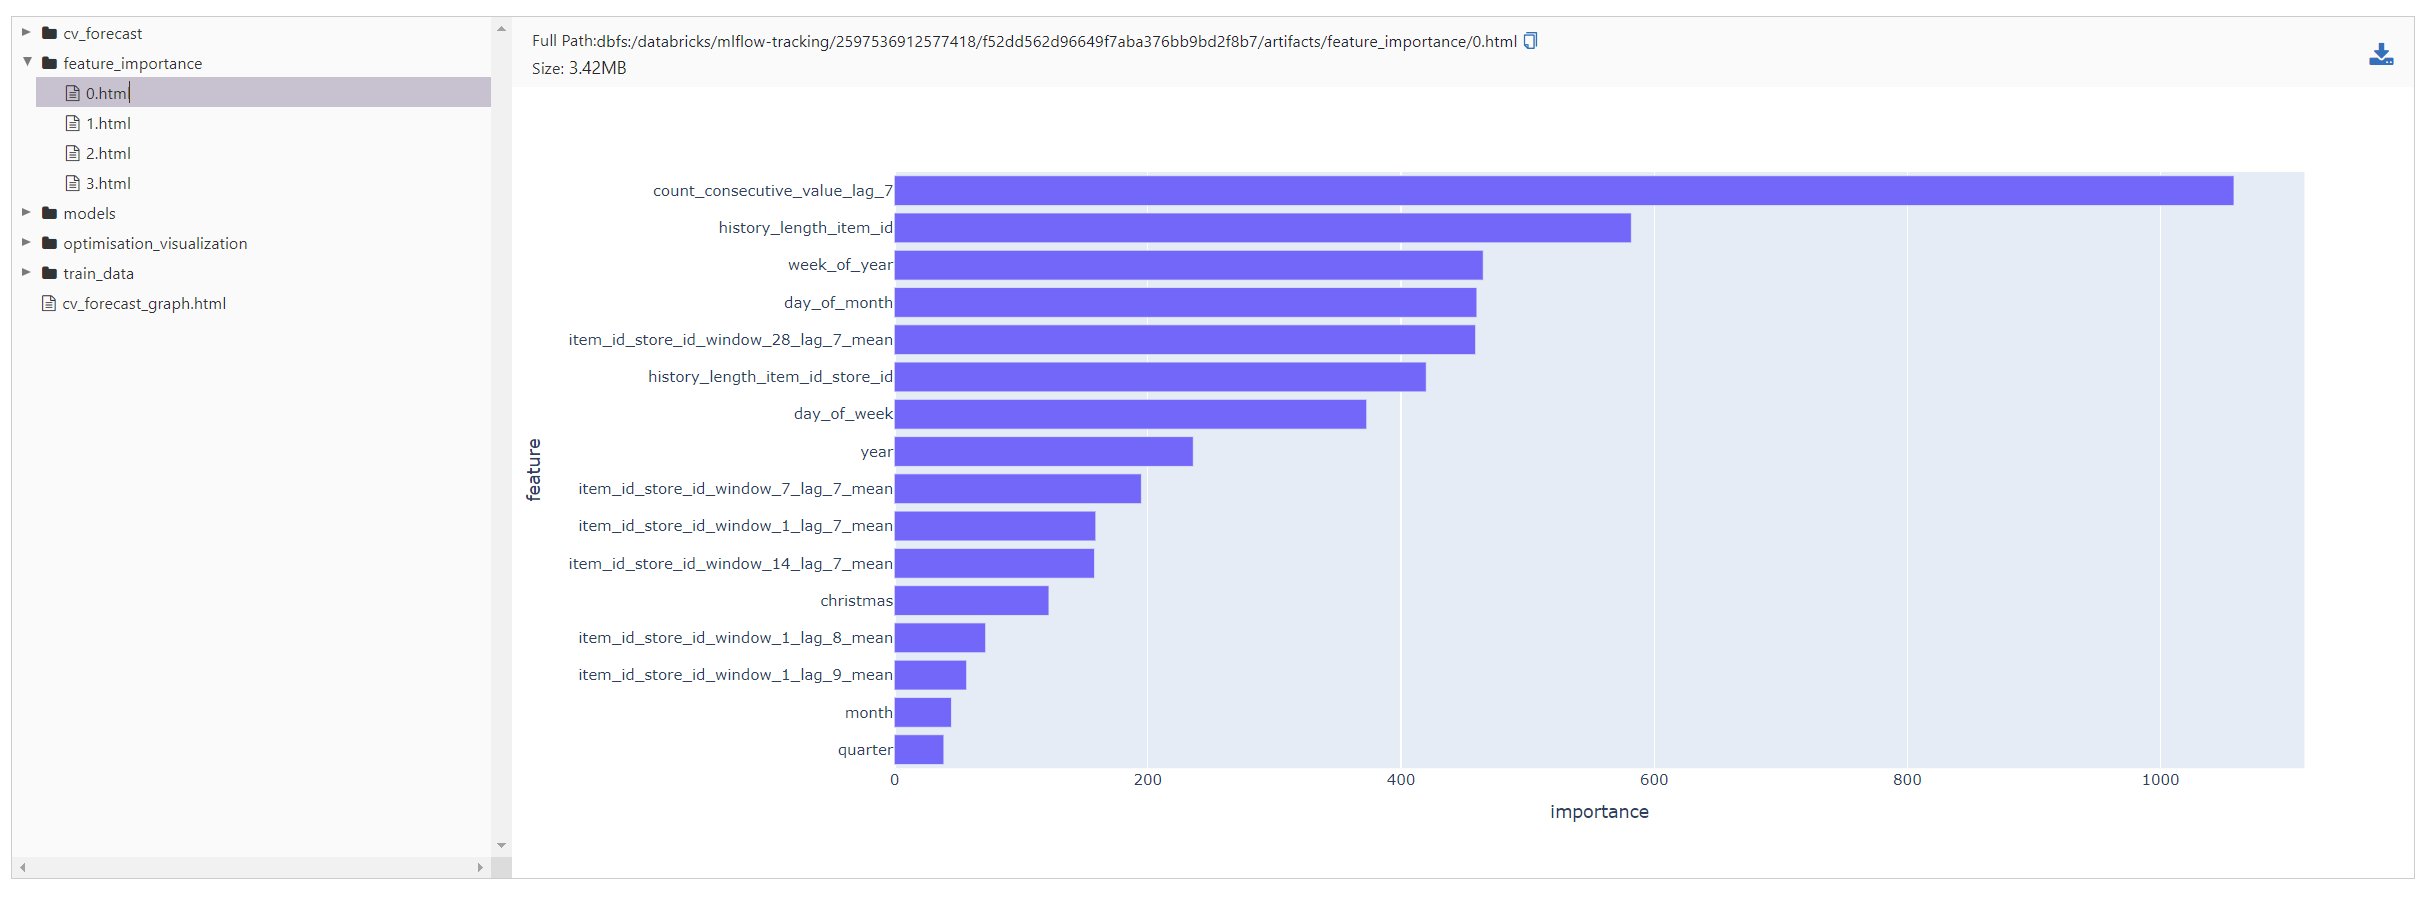 cv_forecast
feature_importance
0.html
1.html
2.html
3.html
models
optimisation_visualization
train_data
cv_forecast_graph.html
Full Path:dbfs:/databricks/mlflow-tracking/2597536912577418/f52dd562d96649f7aba376bb9bd2f8b7/artifacts/feature_importance/0.html
Size: 3.42MB
feature
count_consecutive_value_lag_7
history_length_item_id
week_of_year
day_of_month
item_id_store_id_window_28_lag_7_mean
history_length_item_id_store_id
day_of_week
year
item_id_store_id_window_7_lag_7_mean
item_id_store_id_window_1_lag_7_mean
item_id_store_id_window_14_lag_7_mean
christmas
item_id_store_id_window_1_lag_8_mean
item_id_store_id_window_1_lag_9_mean
month
quarter
0 200 400 600 800 1000
importance